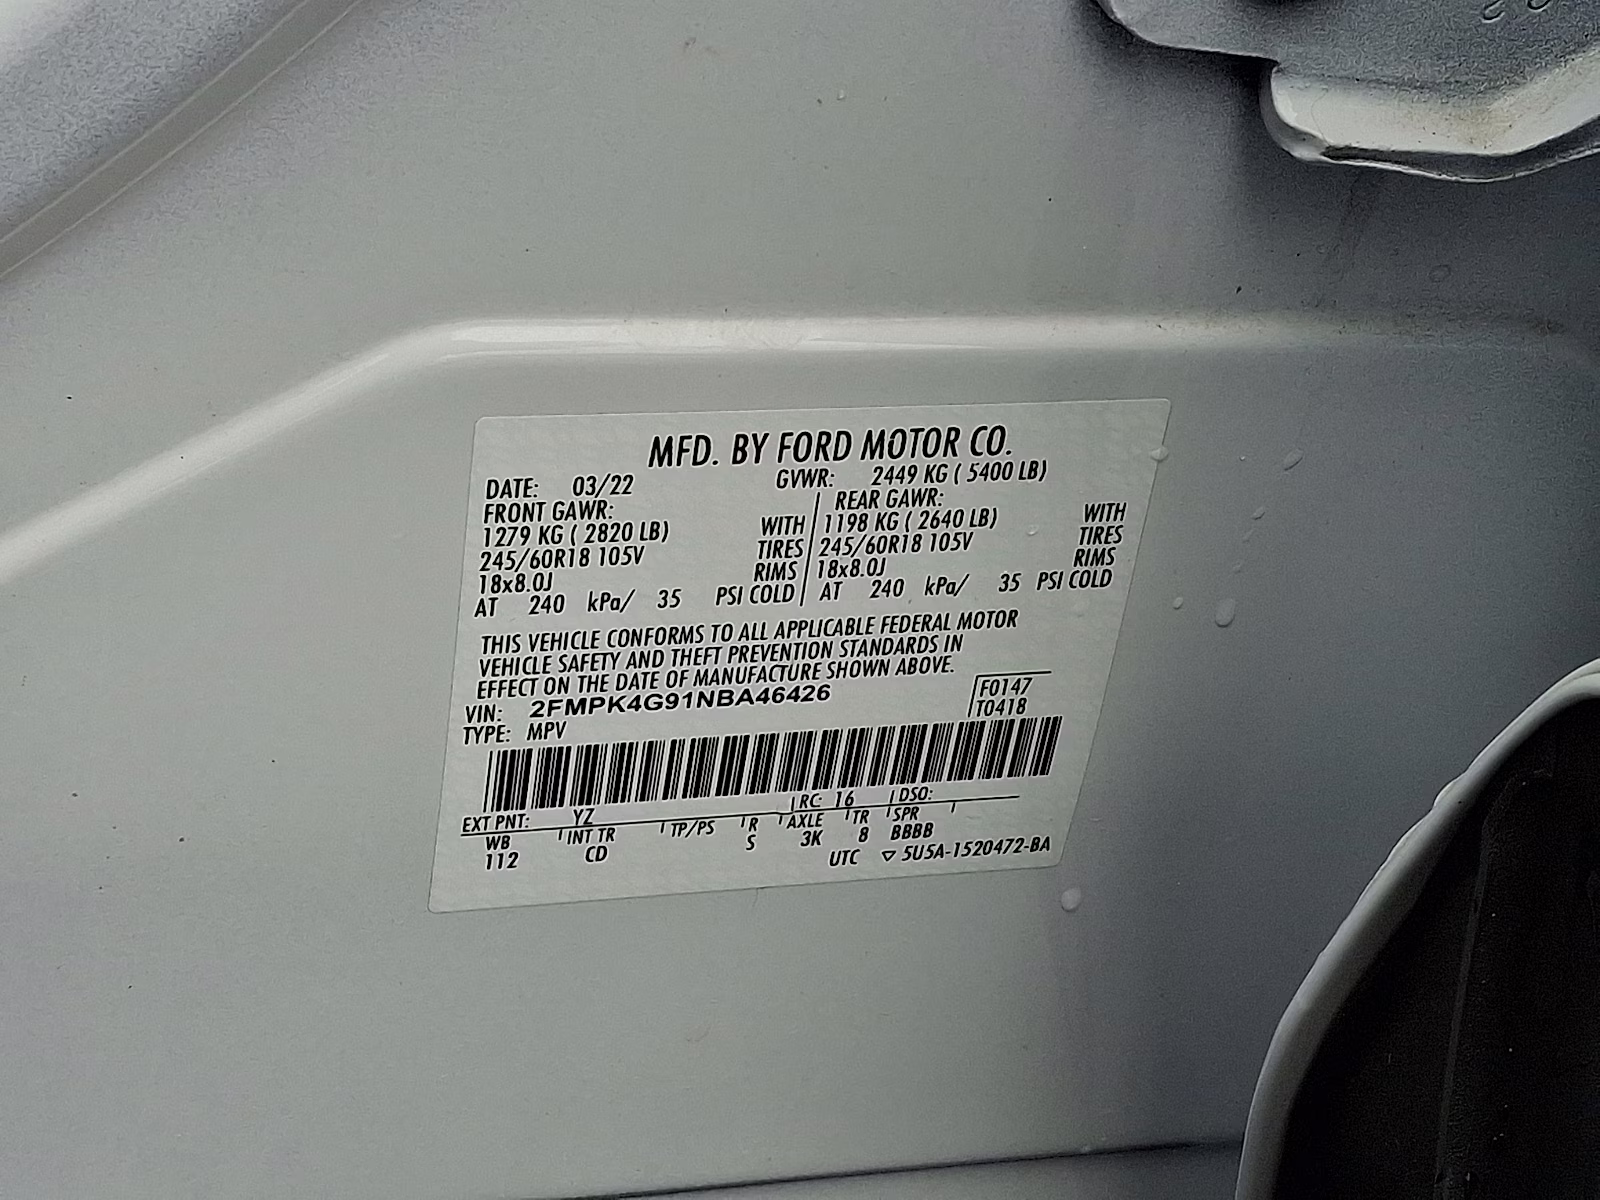 MFD. BY FORD MOTOR CO.
DATE: 03/22 GVWR: 2449 KG ( 5400 LB)
FRONT GAWR: REAR GAWR:
1279 KG ( 2820 LB) WITH 1198 KG ( 2640 LB) WITH
245/60R18 105V TIRES 245/60R18 105V TIRES
18x8.0J RIMS 18x8.0J RIMS
AT 240 kPa/ 35 PSI COLD AT 240 kPa/ 35 PSI COLD
THIS VEHICLE CONFORMS TO ALL APPLICABLE FEDERAL MOTOR
VEHICLE SAFETY AND THEFT PREVENTION STANDARDS IN
EFFECT ON THE DATE OF MANUFACTURE SHOWN ABOVE.
VIN: 2FMPK4G91NBA46426 F0147
TYPE: MPV T0418
EXT PNT: YZ RC: 16 DSO:
WB INT TR TP/PS R AXLE TR SPR
112 CD S 3K 8 BBBB
UTC ▽ 5U5A-1520472-BA